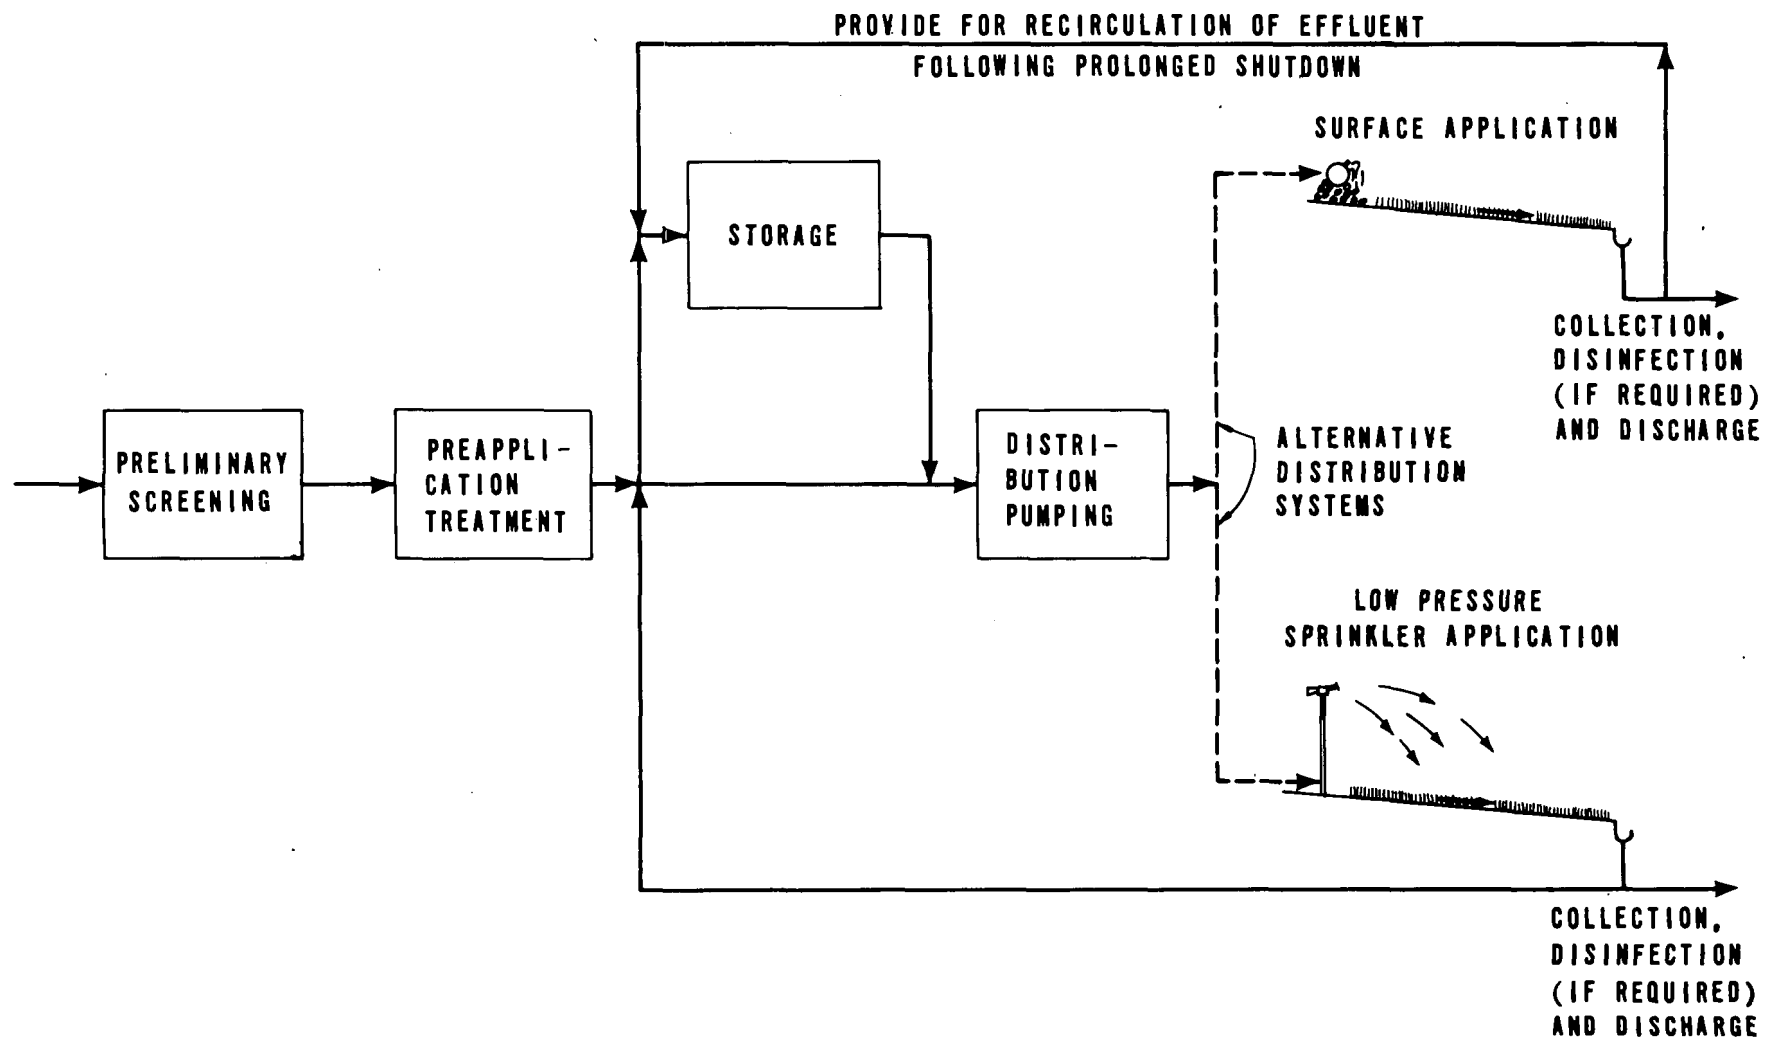 PROVIDE FOR RECIRCULATION OF EFFLUENT
FOLLOWING PROLONGED SHUTDOWN
SURFACE APPLICATION
STORAGE
COLLECTION,
DISINFECTION
(IF REQUIRED)
AND DISCHARGE
PRELIMINARY
SCREENING
PREAPPLI-
CATION
TREATMENT
DISTRI-
BUTION
PUMPING
ALTERNATIVE
DISTRIBUTION
SYSTEMS
LOW PRESSURE
SPRINKLER APPLICATION
COLLECTION,
DISINFECTION
(IF REQUIRED)
AND DISCHARGE